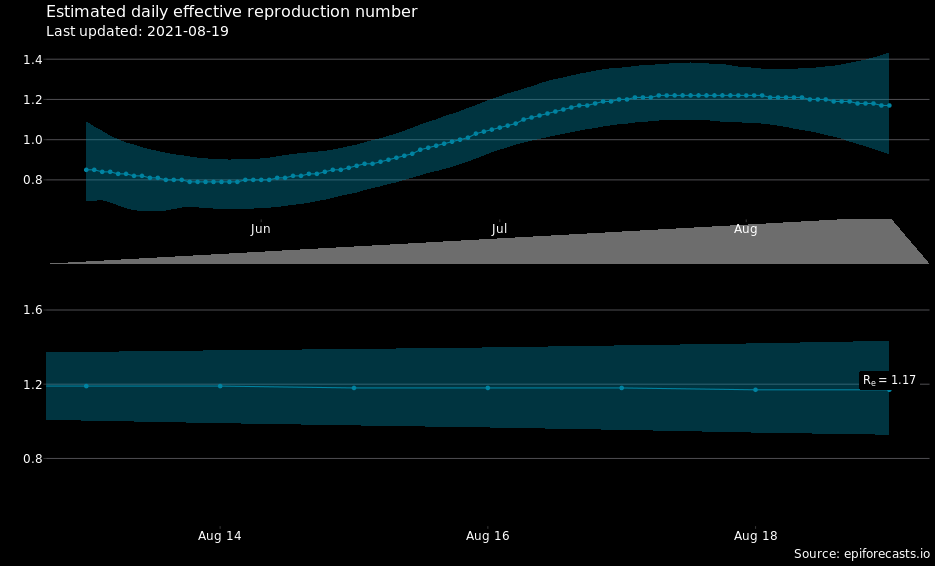 Estimated daily effective reproduction number
Last updated: 2021-08-19
1.4
1.2
1.0
0.8
Jun Jul Aug
1.6
1.2
Re = 1.17
0.8
Aug 14 Aug 16 Aug 18
Source: epiforecasts.io